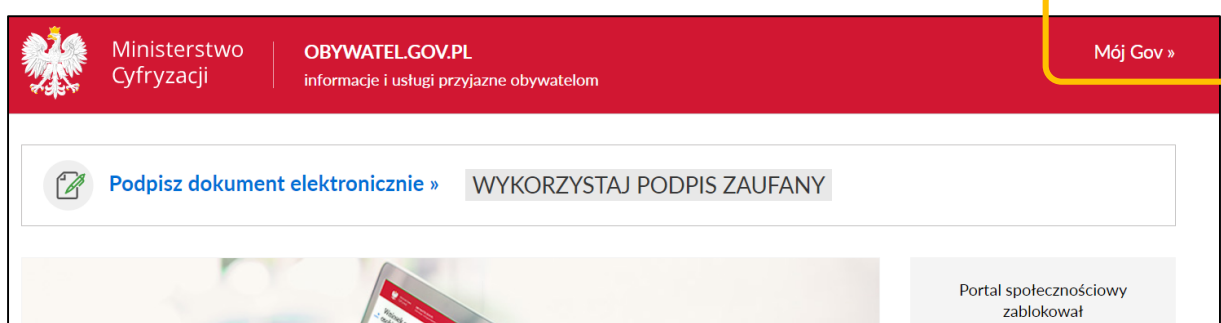 Ministerstwo
Cyfryzacji
OBYWATEL.GOV.PL
informacje i usługi przyjazne obywatelom
Mój Gov »
Podpisz dokument elektronicznie »
WYKORZYSTAJ PODPIS ZAUFANY
Portal społecznościowy
zablokował